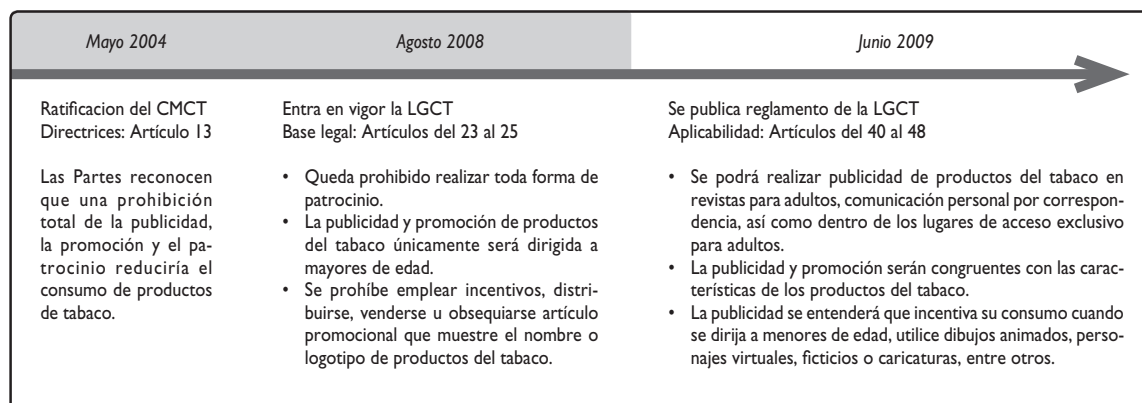 Mayo 2004
Agosto 2008
Junio 2009
Ratificacion del CMCT
Directrices: Artículo 13
Las Partes reconocen
que una prohibición
total de la publicidad,
la promoción y el pa-
trocinio reduciría el
consumo de productos
de tabaco.
Entra en vigor la LGCT
Base legal: Artículos del 23 al 25
• Queda prohibido realizar toda forma de
patrocinio.
• La publicidad y promoción de productos
del tabaco únicamente será dirigida a
mayores de edad.
• Se prohíbe emplear incentivos, distri-
buirse, venderse u obsequiarse artículo
promocional que muestre el nombre o
logotipo de productos del tabaco.
Se publica reglamento de la LGCT
Aplicabilidad: Artículos del 40 al 48
• Se podrá realizar publicidad de productos del tabaco en
revistas para adultos, comunicación personal por correspon-
dencia, así como dentro de los lugares de acceso exclusivo
para adultos.
• La publicidad y promoción serán congruentes con las carac-
terísticas de los productos del tabaco.
• La publicidad se entenderá que incentiva su consumo cuando
se dirija a menores de edad, utilice dibujos animados, perso-
najes virtuales, ficticios o caricaturas, entre otros.